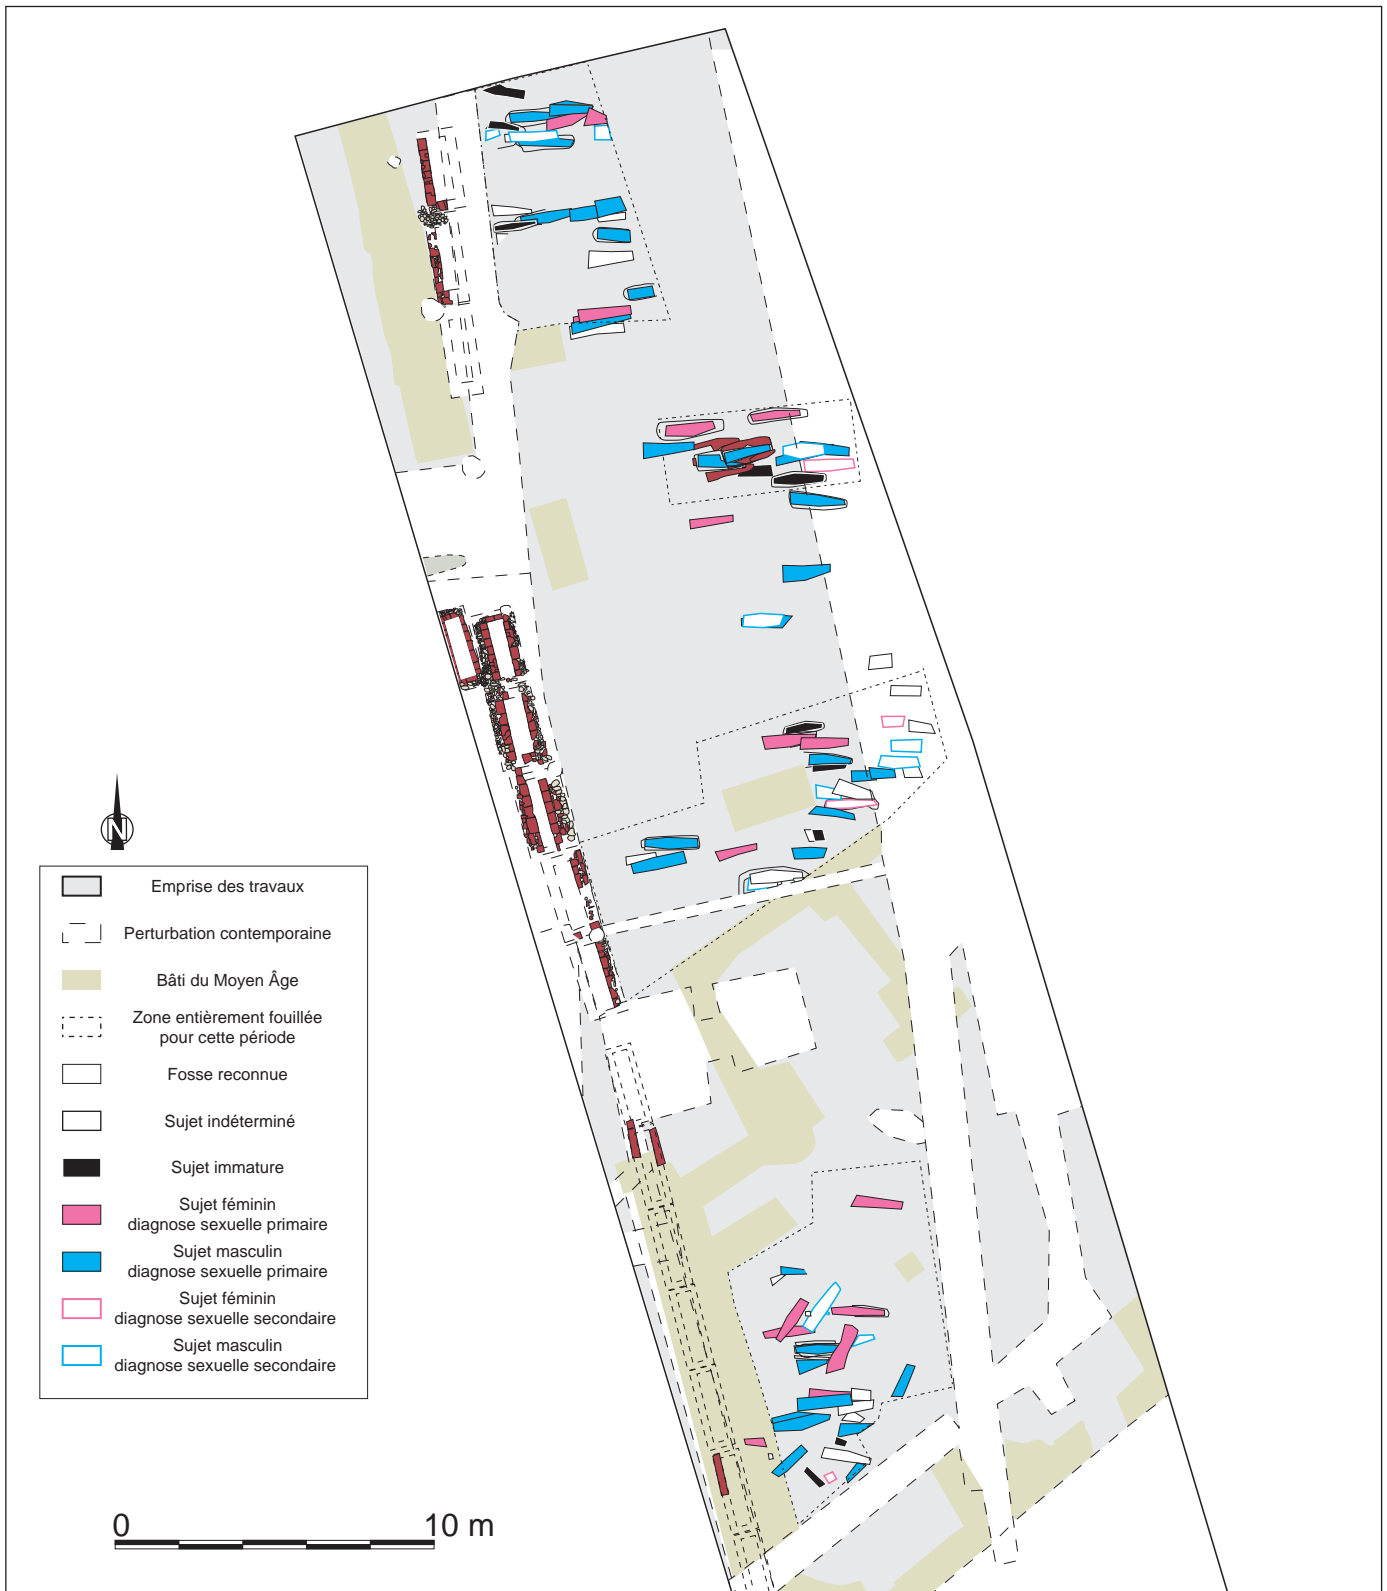 N
Emprise des travaux
Perturbation contemporaine
Bâti du Moyen Âge
Zone entièrement fouillée
pour cette période
Fosse reconnue
Sujet indéterminé
Sujet immature
Sujet féminin
diagnose sexuelle primaire
Sujet masculin
diagnose sexuelle primaire
Sujet féminin
diagnose sexuelle secondaire
Sujet masculin
diagnose sexuelle secondaire
0 10 m